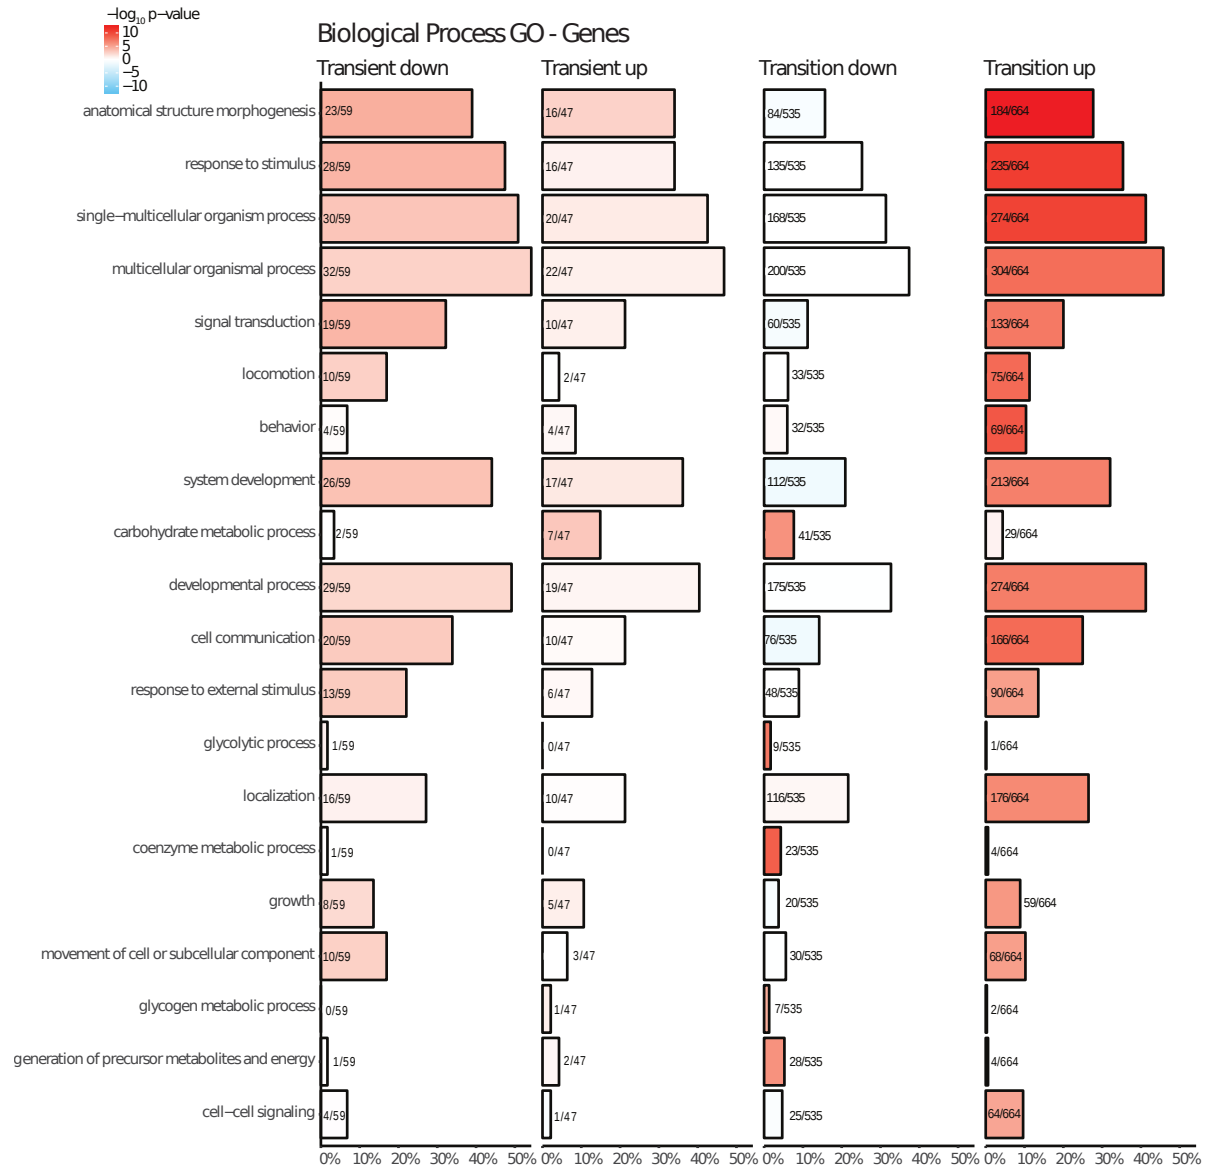 −log10 p−value
10
5
0
−5
−10
Biological Process GO - Genes
Transient down Transient up Transition down Transition up
anatomical structure morphogenesis 23/59 16/47 84/535 184/664
response to stimulus 28/59 16/47 135/535 235/664
single−multicellular organism process 30/59 20/47 168/535 274/664
multicellular organismal process 32/59 22/47 200/535 304/664
signal transduction 19/59 10/47 60/535 133/664
locomotion 10/59 2/47 33/535 75/664
behavior 4/59 4/47 32/535 69/664
system development 26/59 17/47 112/535 213/664
carbohydrate metabolic process 2/59 7/47 41/535 29/664
developmental process 29/59 19/47 175/535 274/664
cell communication 20/59 10/47 76/535 166/664
response to external stimulus 13/59 6/47 48/535 90/664
glycolytic process 1/59 0/47 9/535 1/664
localization 16/59 10/47 116/535 176/664
coenzyme metabolic process 1/59 0/47 23/535 4/664
growth 8/59 5/47 20/535 59/664
movement of cell or subcellular component 10/59 3/47 30/535 68/664
glycogen metabolic process 0/59 1/47 7/535 2/664
generation of precursor metabolites and energy 1/59 2/47 28/535 4/664
cell−cell signaling 4/59 1/47 25/535 64/664
0% 10% 20% 30% 40% 50% 0% 10% 20% 30% 40% 50% 0% 10% 20% 30% 40% 50% 0% 10% 20% 30% 40% 50%